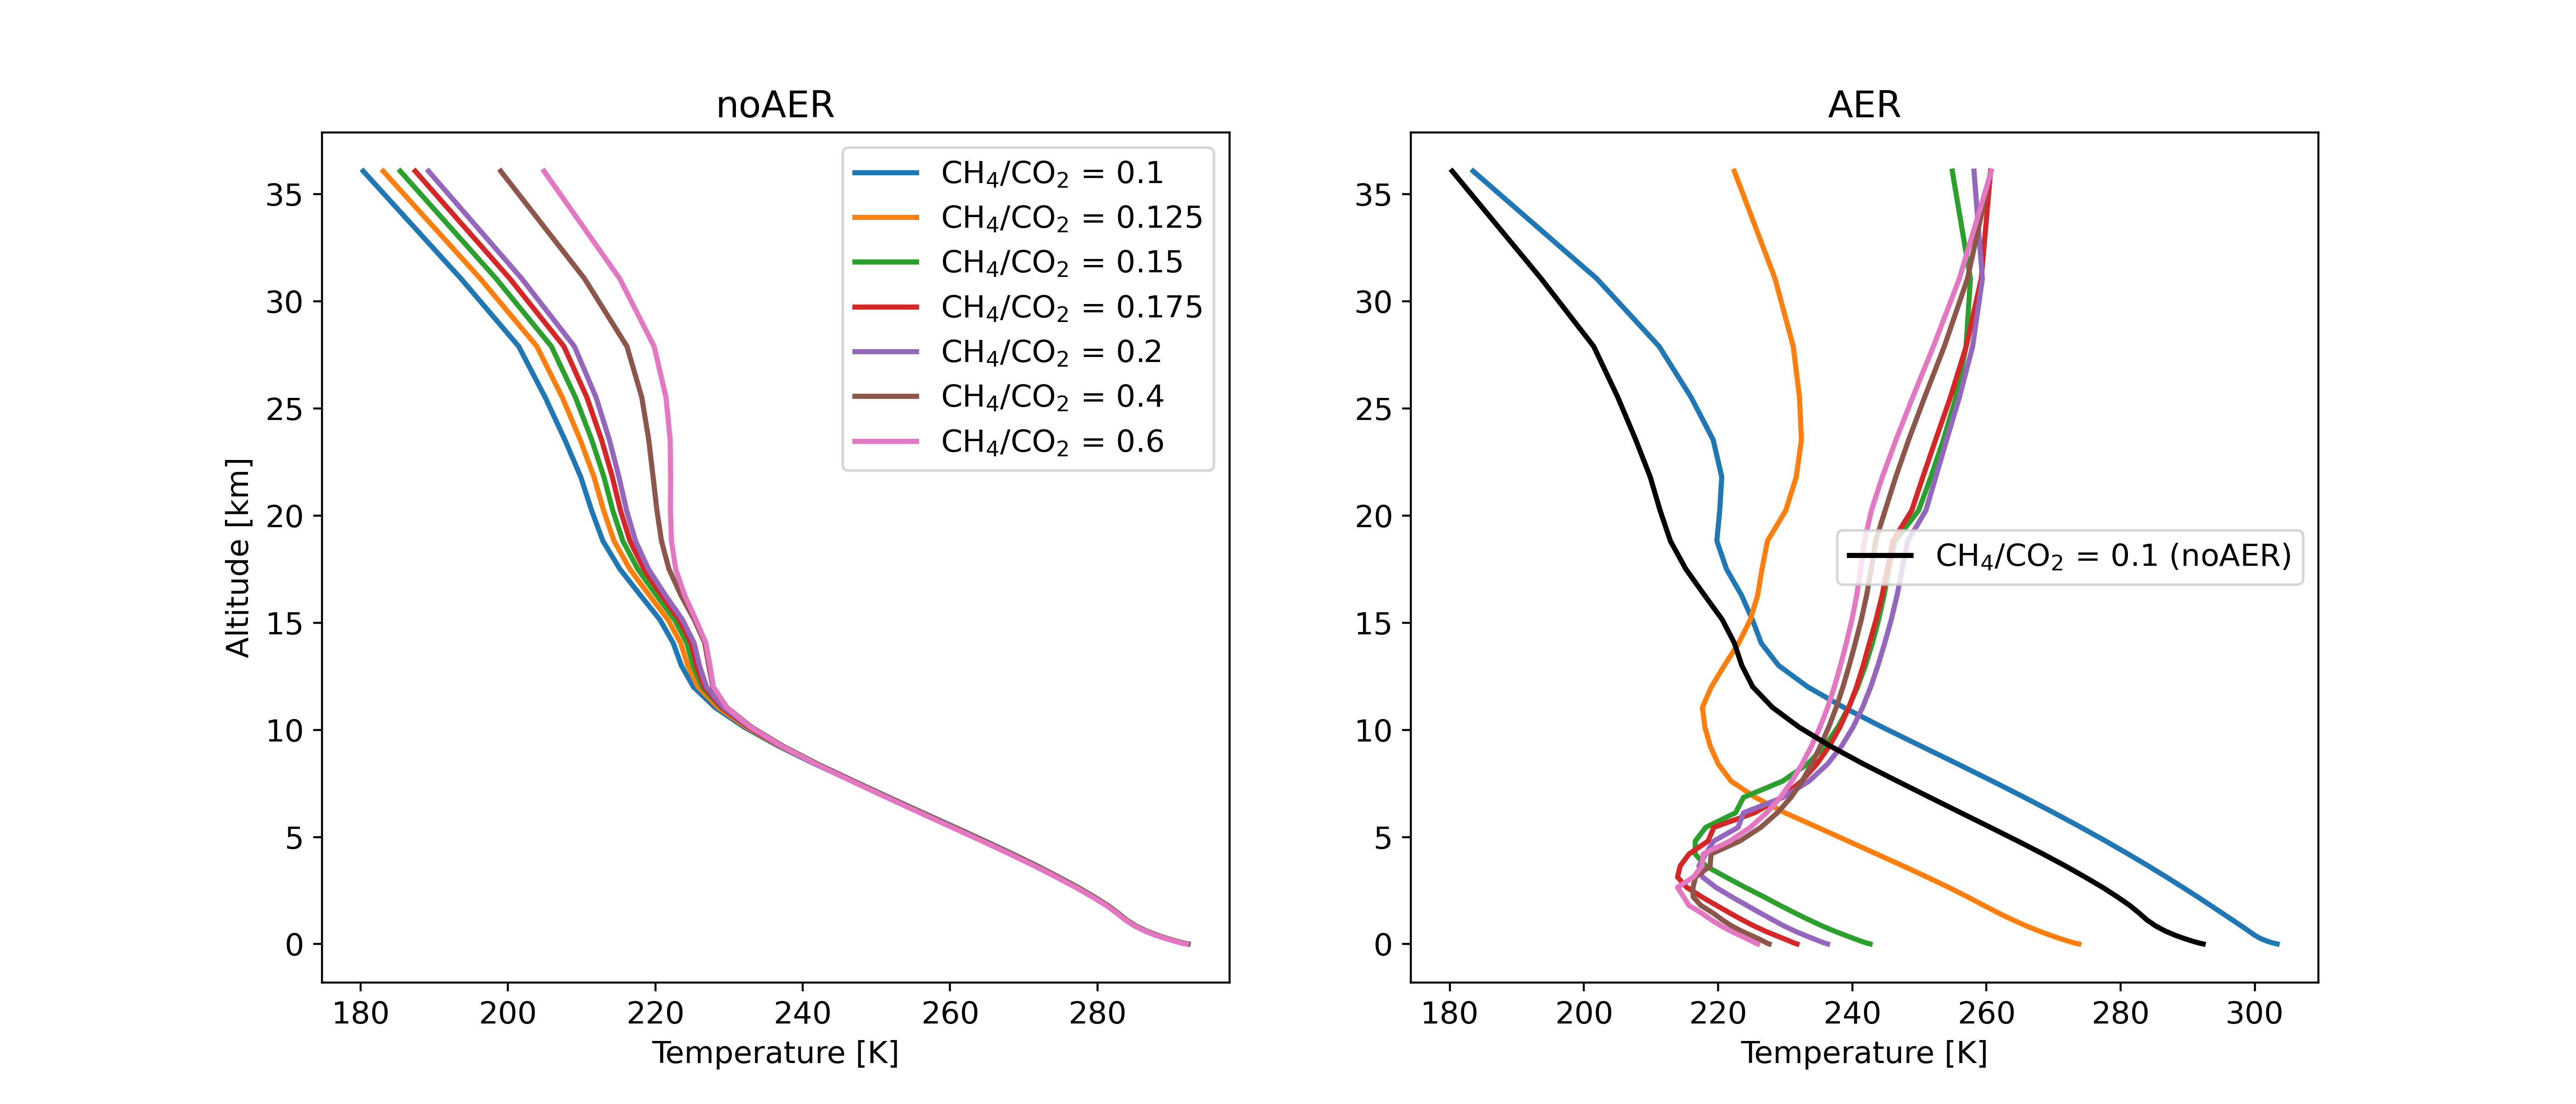 noAER
CH₄/CO₂ = 0.1
CH₄/CO₂ = 0.125
CH₄/CO₂ = 0.15
CH₄/CO₂ = 0.175
CH₄/CO₂ = 0.2
CH₄/CO₂ = 0.4
CH₄/CO₂ = 0.6
35
30
25
20
15
10
5
0
Altitude [km]
180 200 220 240 260 280
Temperature [K]
AER
CH₄/CO₂ = 0.1 (noAER)
35
30
25
20
15
10
5
0
180 200 220 240 260 280 300
Temperature [K]